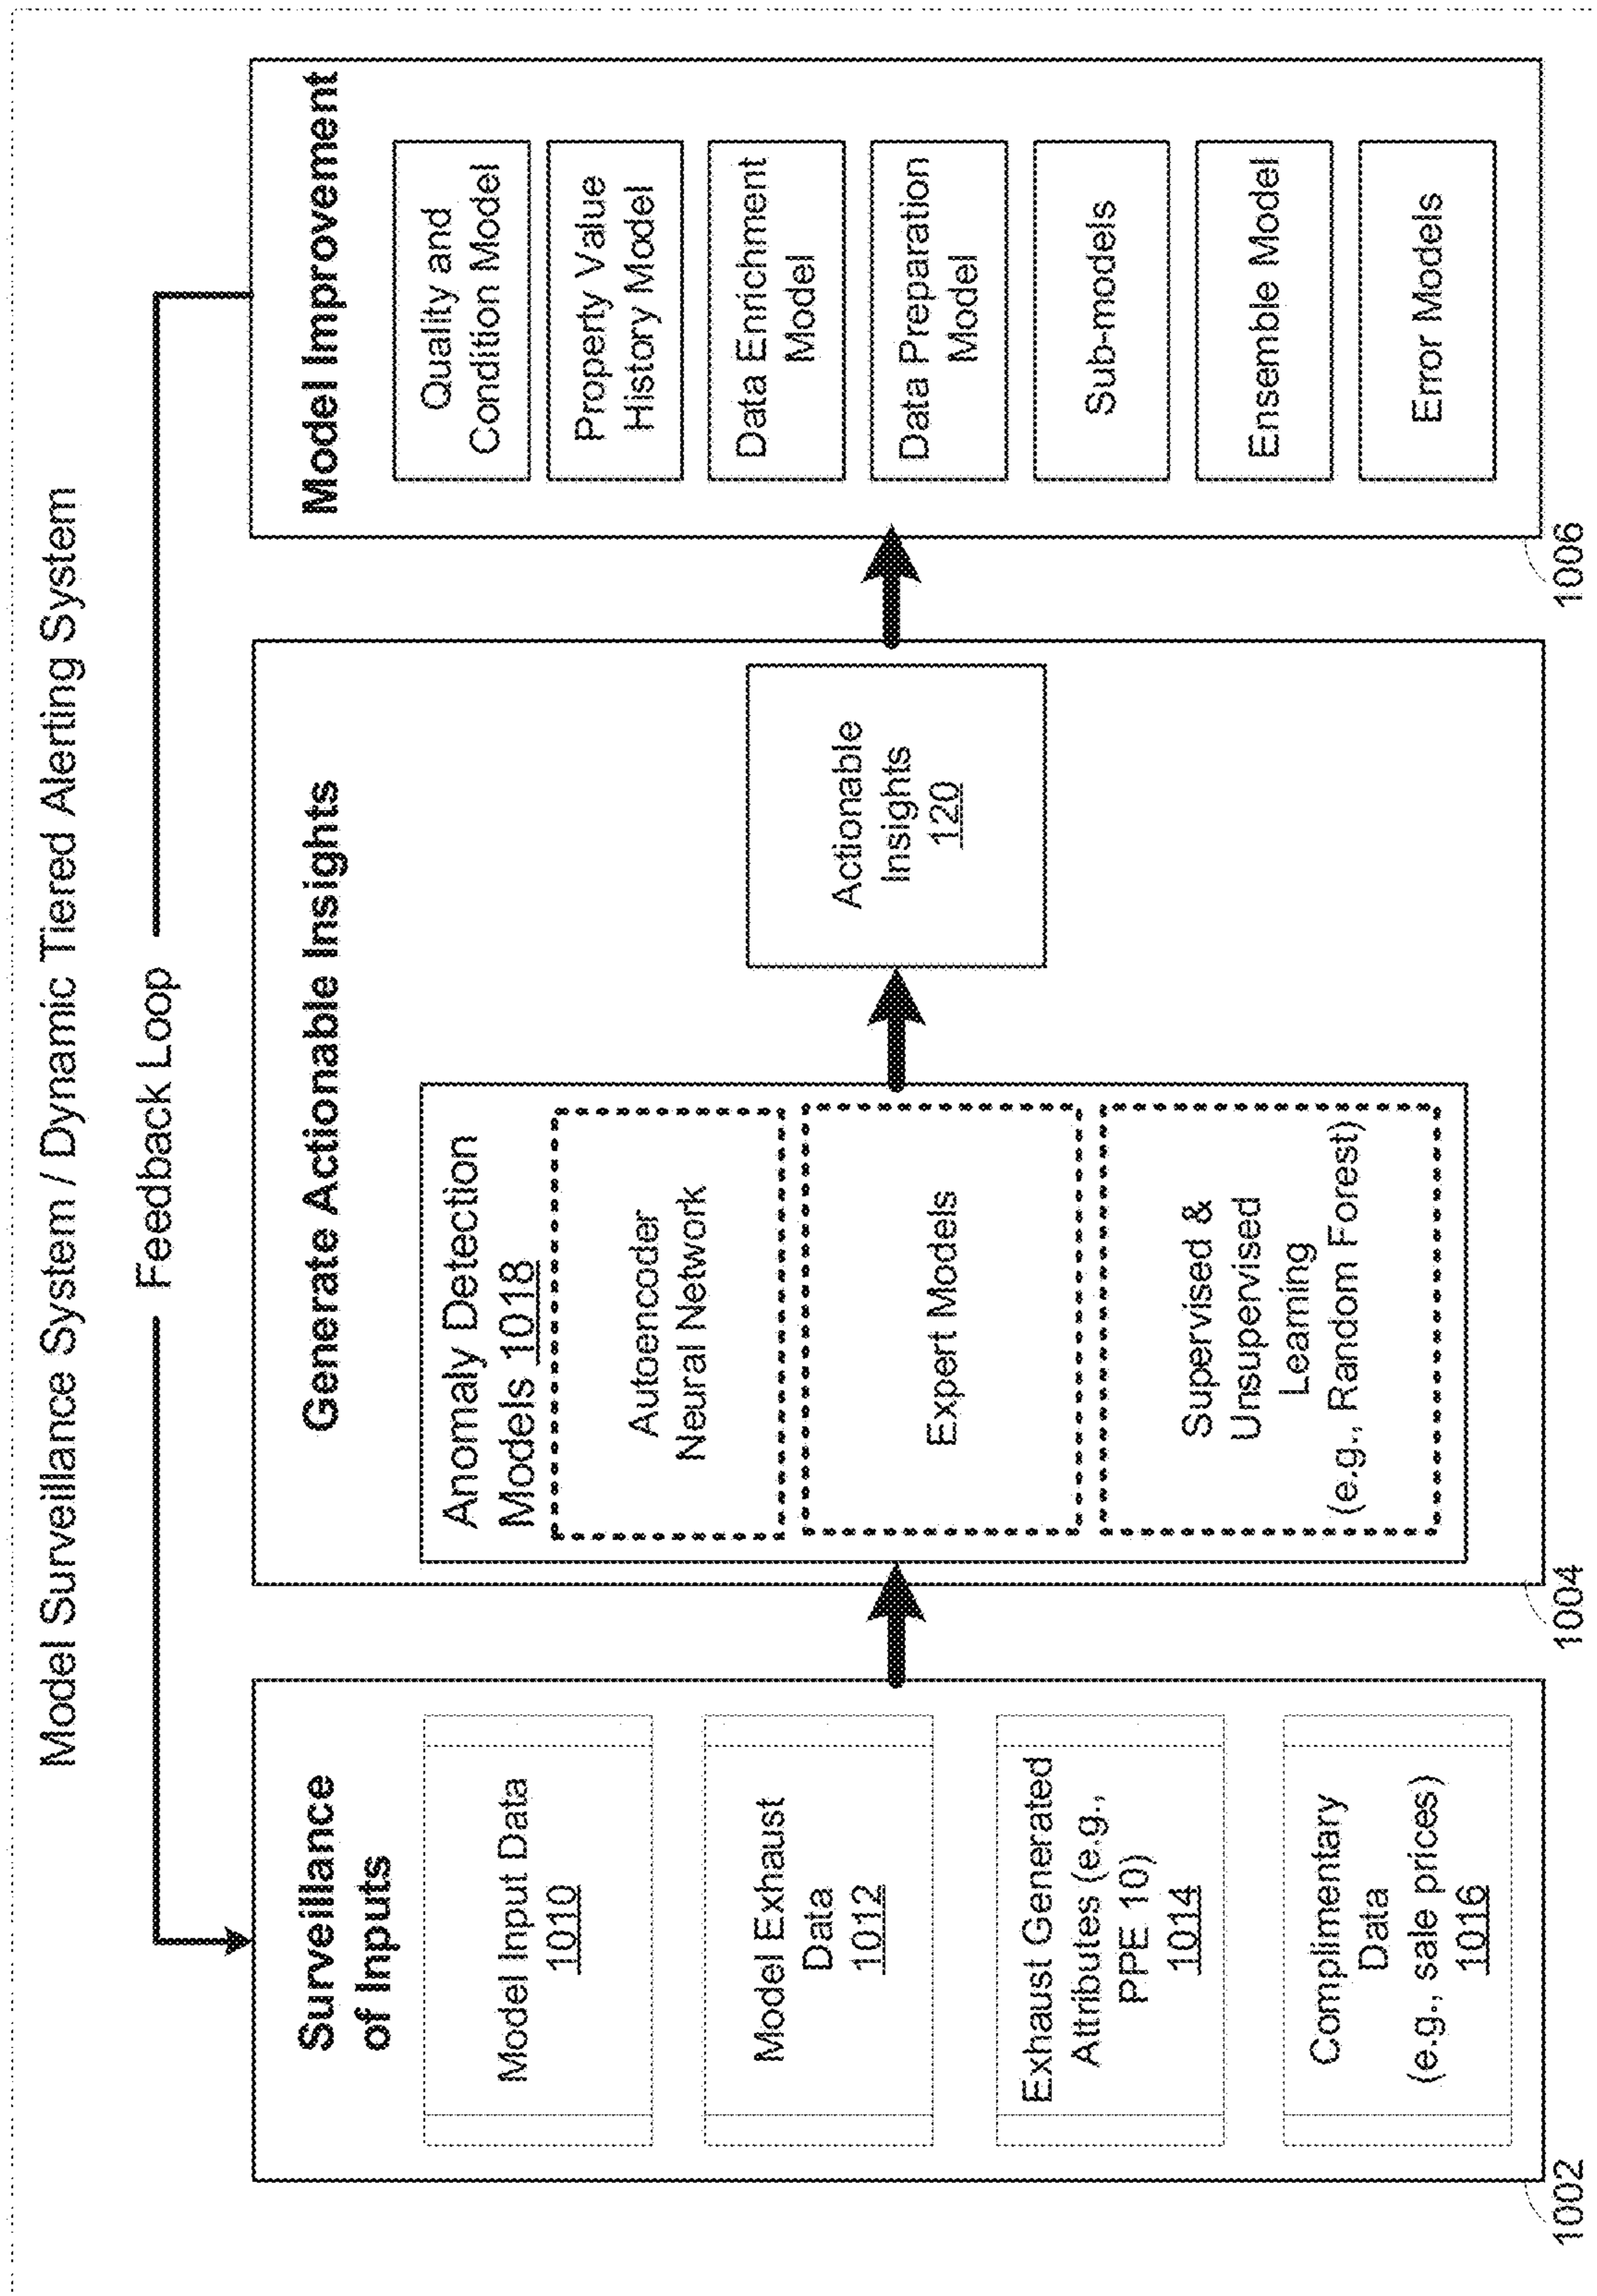 Model Surveillance System / Dynamic Tiered Alerting System
Feedback Loop
Surveillance
of Inputs
Model Input Data
1010
Model Exhaust
Data
1012
Exhaust Generated
Attributes (e.g.,
PPE 10)
1014
Complimentary
Data
(e.g., sale prices)
1016
1002
Generate Actionable Insights
Anomaly Detection
Models 1018
Autoencoder
Neural Network
Expert Models
Supervised &
Unsupervised
Learning
(e.g., Random Forest)
Actionable
Insights
120
1004
Model Improvement
Quality and
Condition Model
Property Value
History Model
Data Enrichment
Model
Data Preparation
Model
Sub-models
Ensemble Model
Error Models
1006